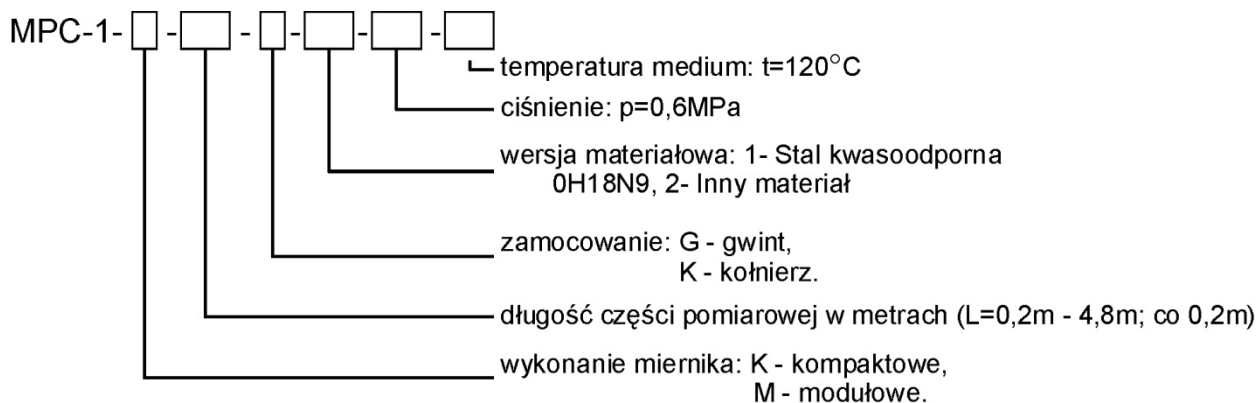 MPC-1- - - - - -
temperatura medium: t=120°C
ciśnienie: p=0,6MPa
wersja materiałowa: 1- Stal kwasoodporna
0H18N9, 2- Inny materiał
zamocowanie: G - gwint,
K - kołnierz.
długość części pomiarowej w metrach (L=0,2m - 4,8m; co 0,2m)
wykonanie miernika: K - kompaktowe,
M - modułowe.